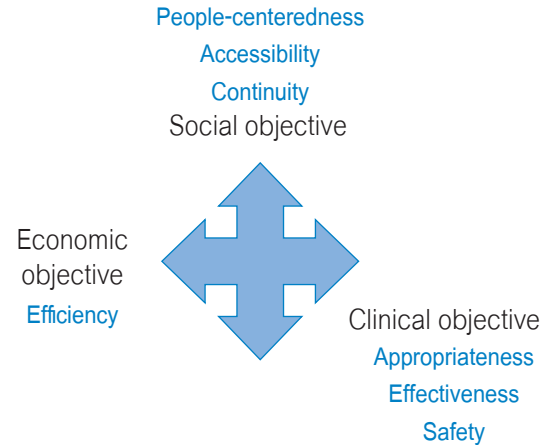 People-centeredness
Accessibility
Continuity
Social objective
Economic
objective
Efficiency
Clinical objective
Appropriateness
Effectiveness
Safety